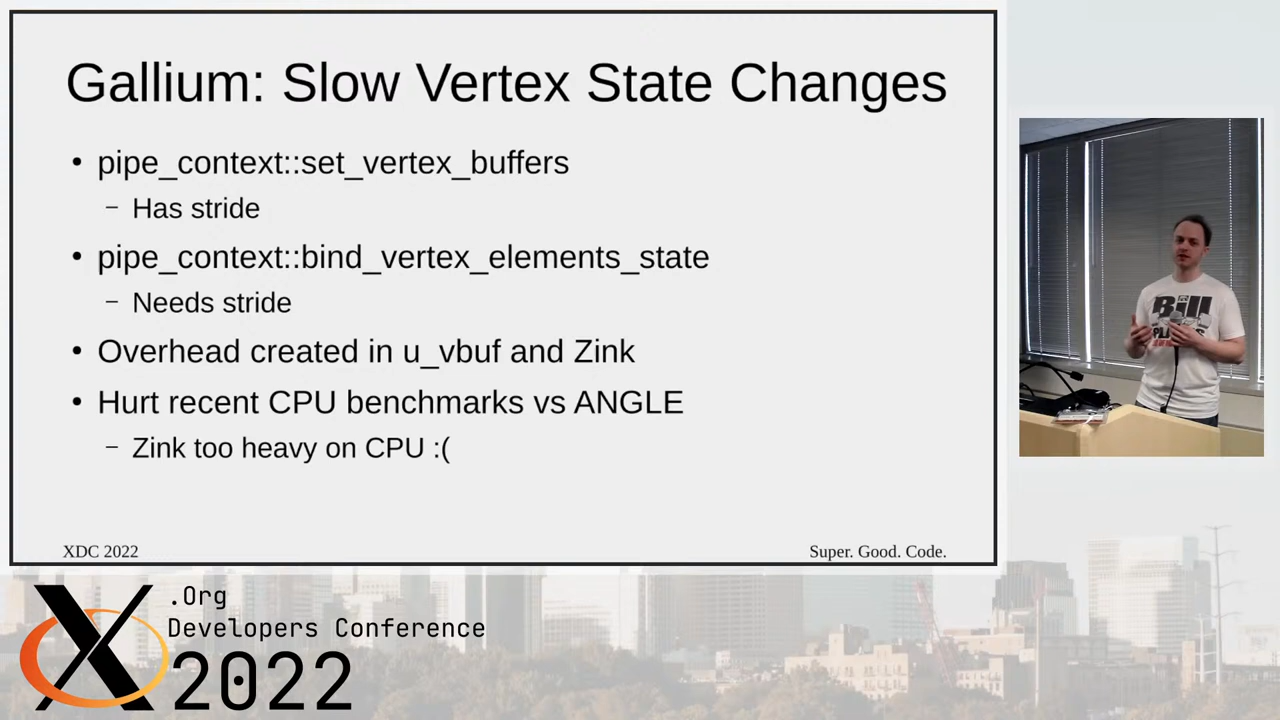 Gallium: Slow Vertex State Changes
• pipe_context::set_vertex_buffers
– Has stride
• pipe_context::bind_vertex_elements_state
– Needs stride
• Overhead created in u_vbuf and Zink
• Hurt recent CPU benchmarks vs ANGLE
– Zink too heavy on CPU :(
XDC 2022
Super. Good. Code.
Bill
.Org
Developers Conference
2022